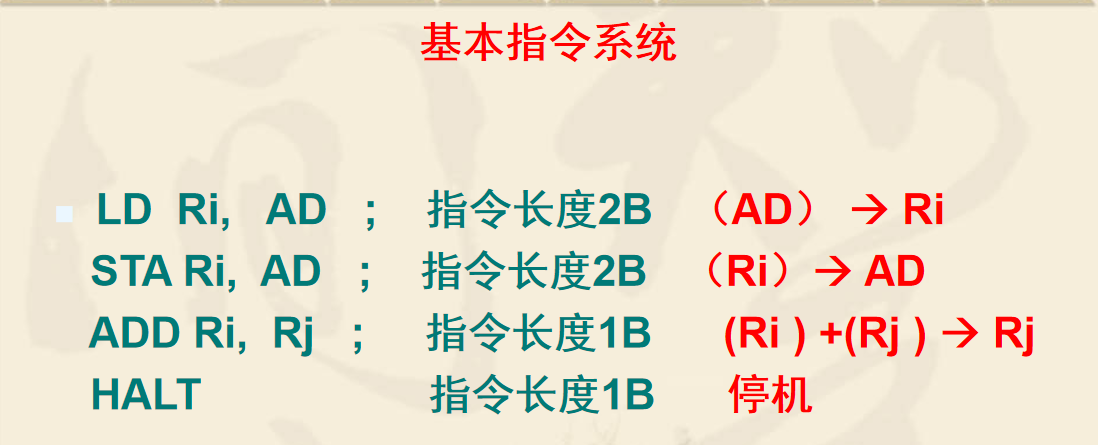 基本指令系统
LD Ri, AD ; 指令长度2B （AD） → Ri
STA Ri, AD ; 指令长度2B （Ri）→ AD
ADD Ri, Rj ; 指令长度1B (Ri ) +(Rj ) → Rj
HALT 指令长度1B 停机